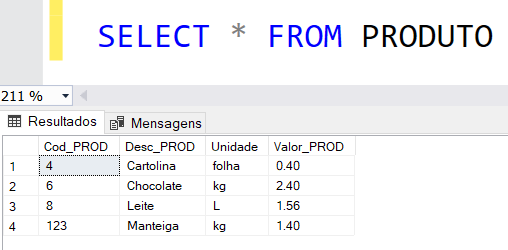 SELECT * FROM PRODUTO
211 %
Resultados Mensagens
Cod_PROD Desc_PROD Unidade Valor_PROD
1 4 Cartolina folha 0.40
2 6 Chocolate kg 2.40
3 8 Leite L 1.56
4 123 Manteiga kg 1.40